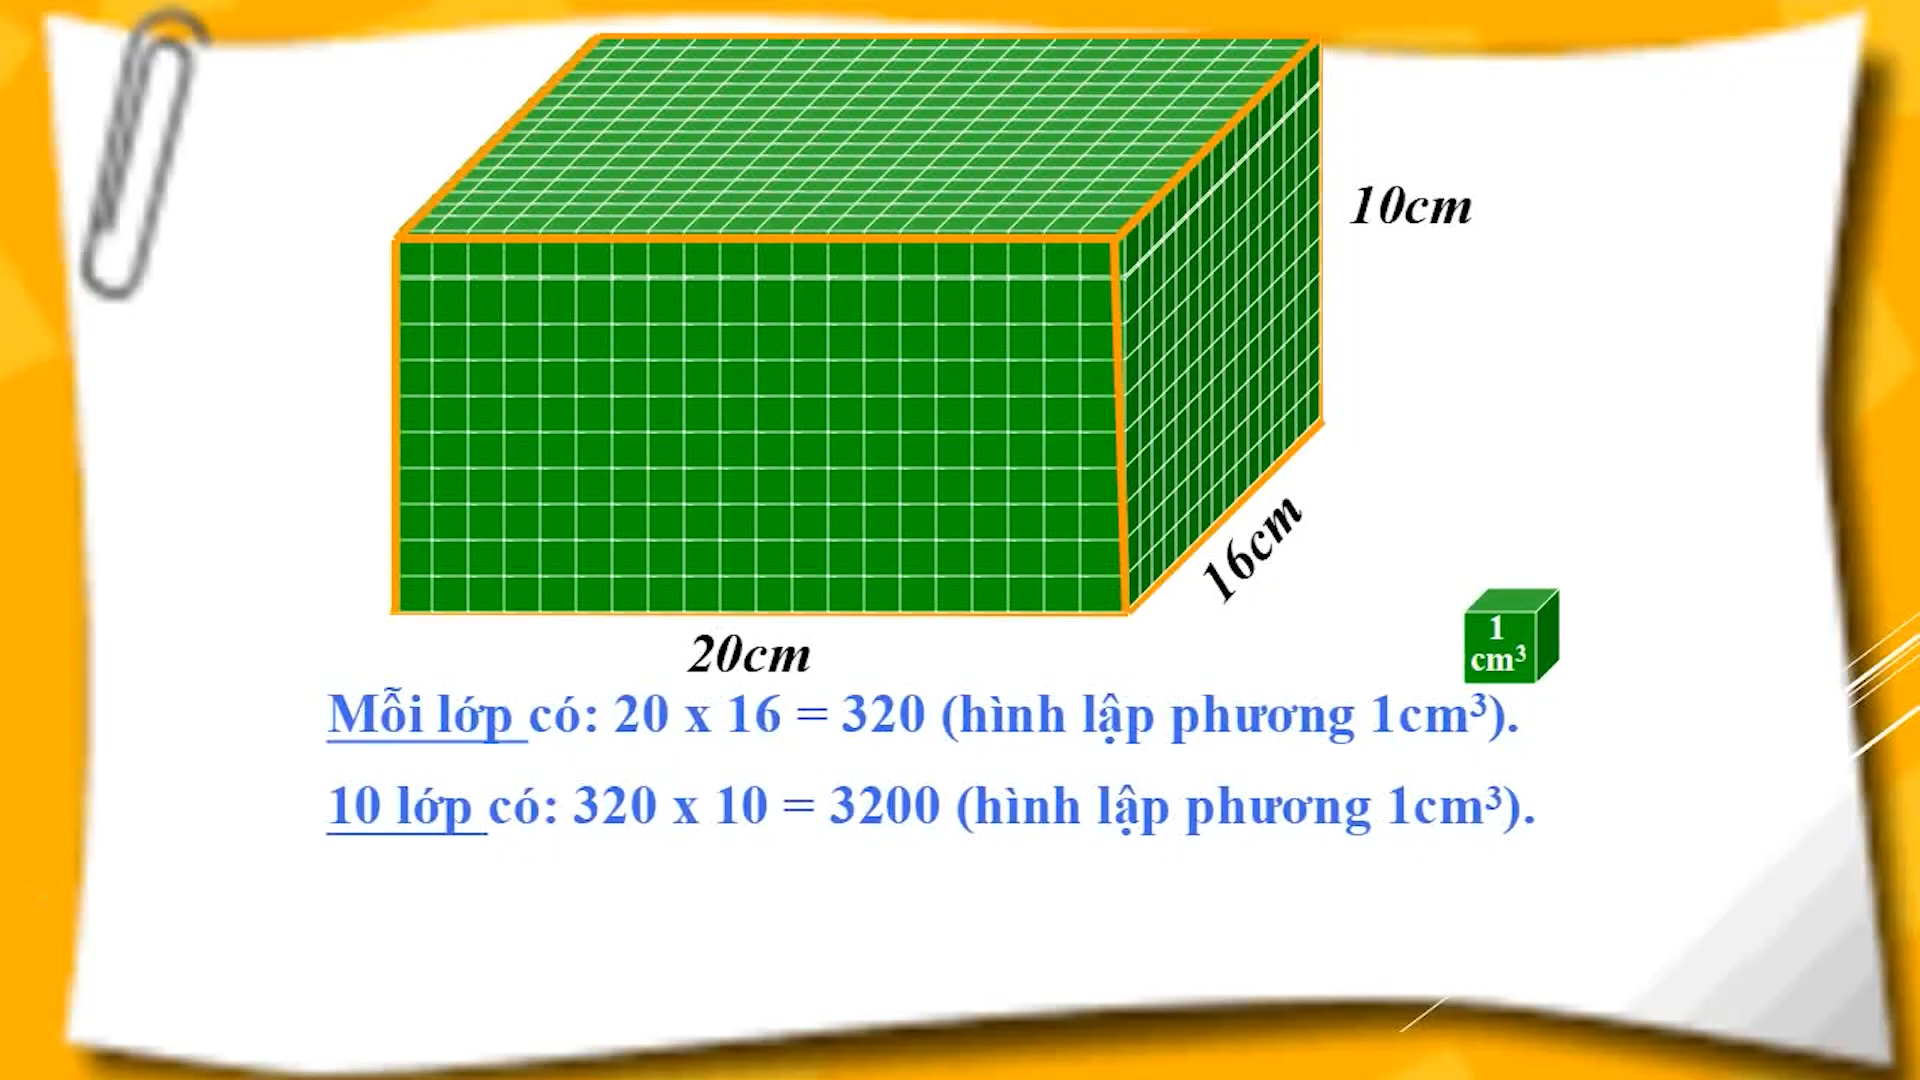 10cm
16cm
20cm
1
cm³
Mỗi lớp có: 20 x 16 = 320 (hình lập phương 1cm³).
10 lớp có: 320 x 10 = 3200 (hình lập phương 1cm³).